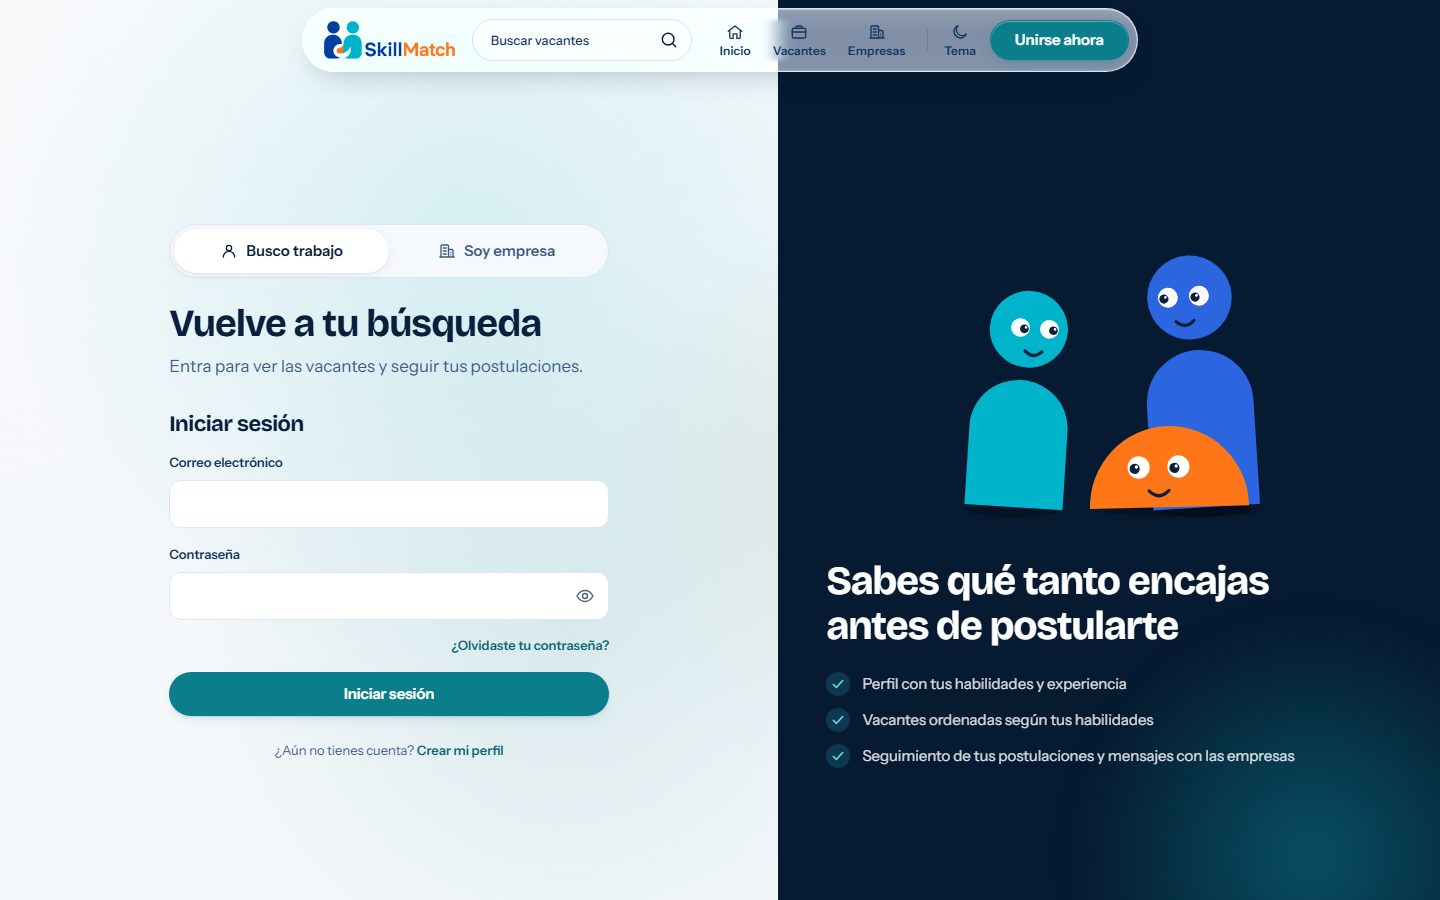 SkillMatch
Buscar vacantes
Inicio
Vacantes
Empresas
Tema
Unirse ahora
Busco trabajo
Soy empresa
Vuelve a tu búsqueda
Entra para ver las vacantes y seguir tus postulaciones.
Iniciar sesión
Correo electrónico
Contraseña
¿Olvidaste tu contraseña?
Iniciar sesión
¿Aún no tienes cuenta? Crear mi perfil
Sabes qué tanto encajas
antes de postularte
Perfil con tus habilidades y experiencia
Vacantes ordenadas según tus habilidades
Seguimiento de tus postulaciones y mensajes con las empresas